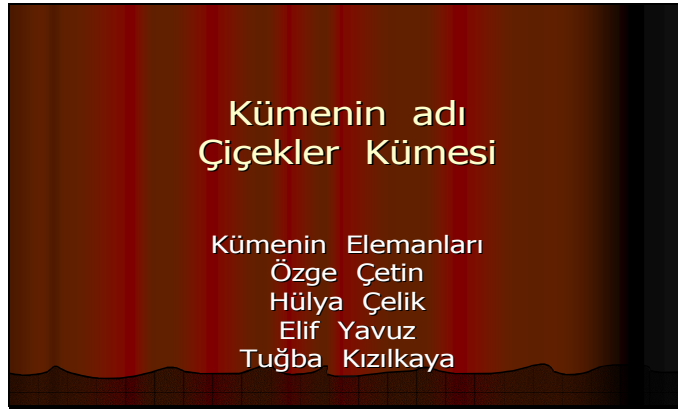 Kümenin adı
Çiçekler Kümesi
Kümenin Elemanları
Özge Çetin
Hülya Çelik
Elif Yavuz
Tuğba Kızılkaya